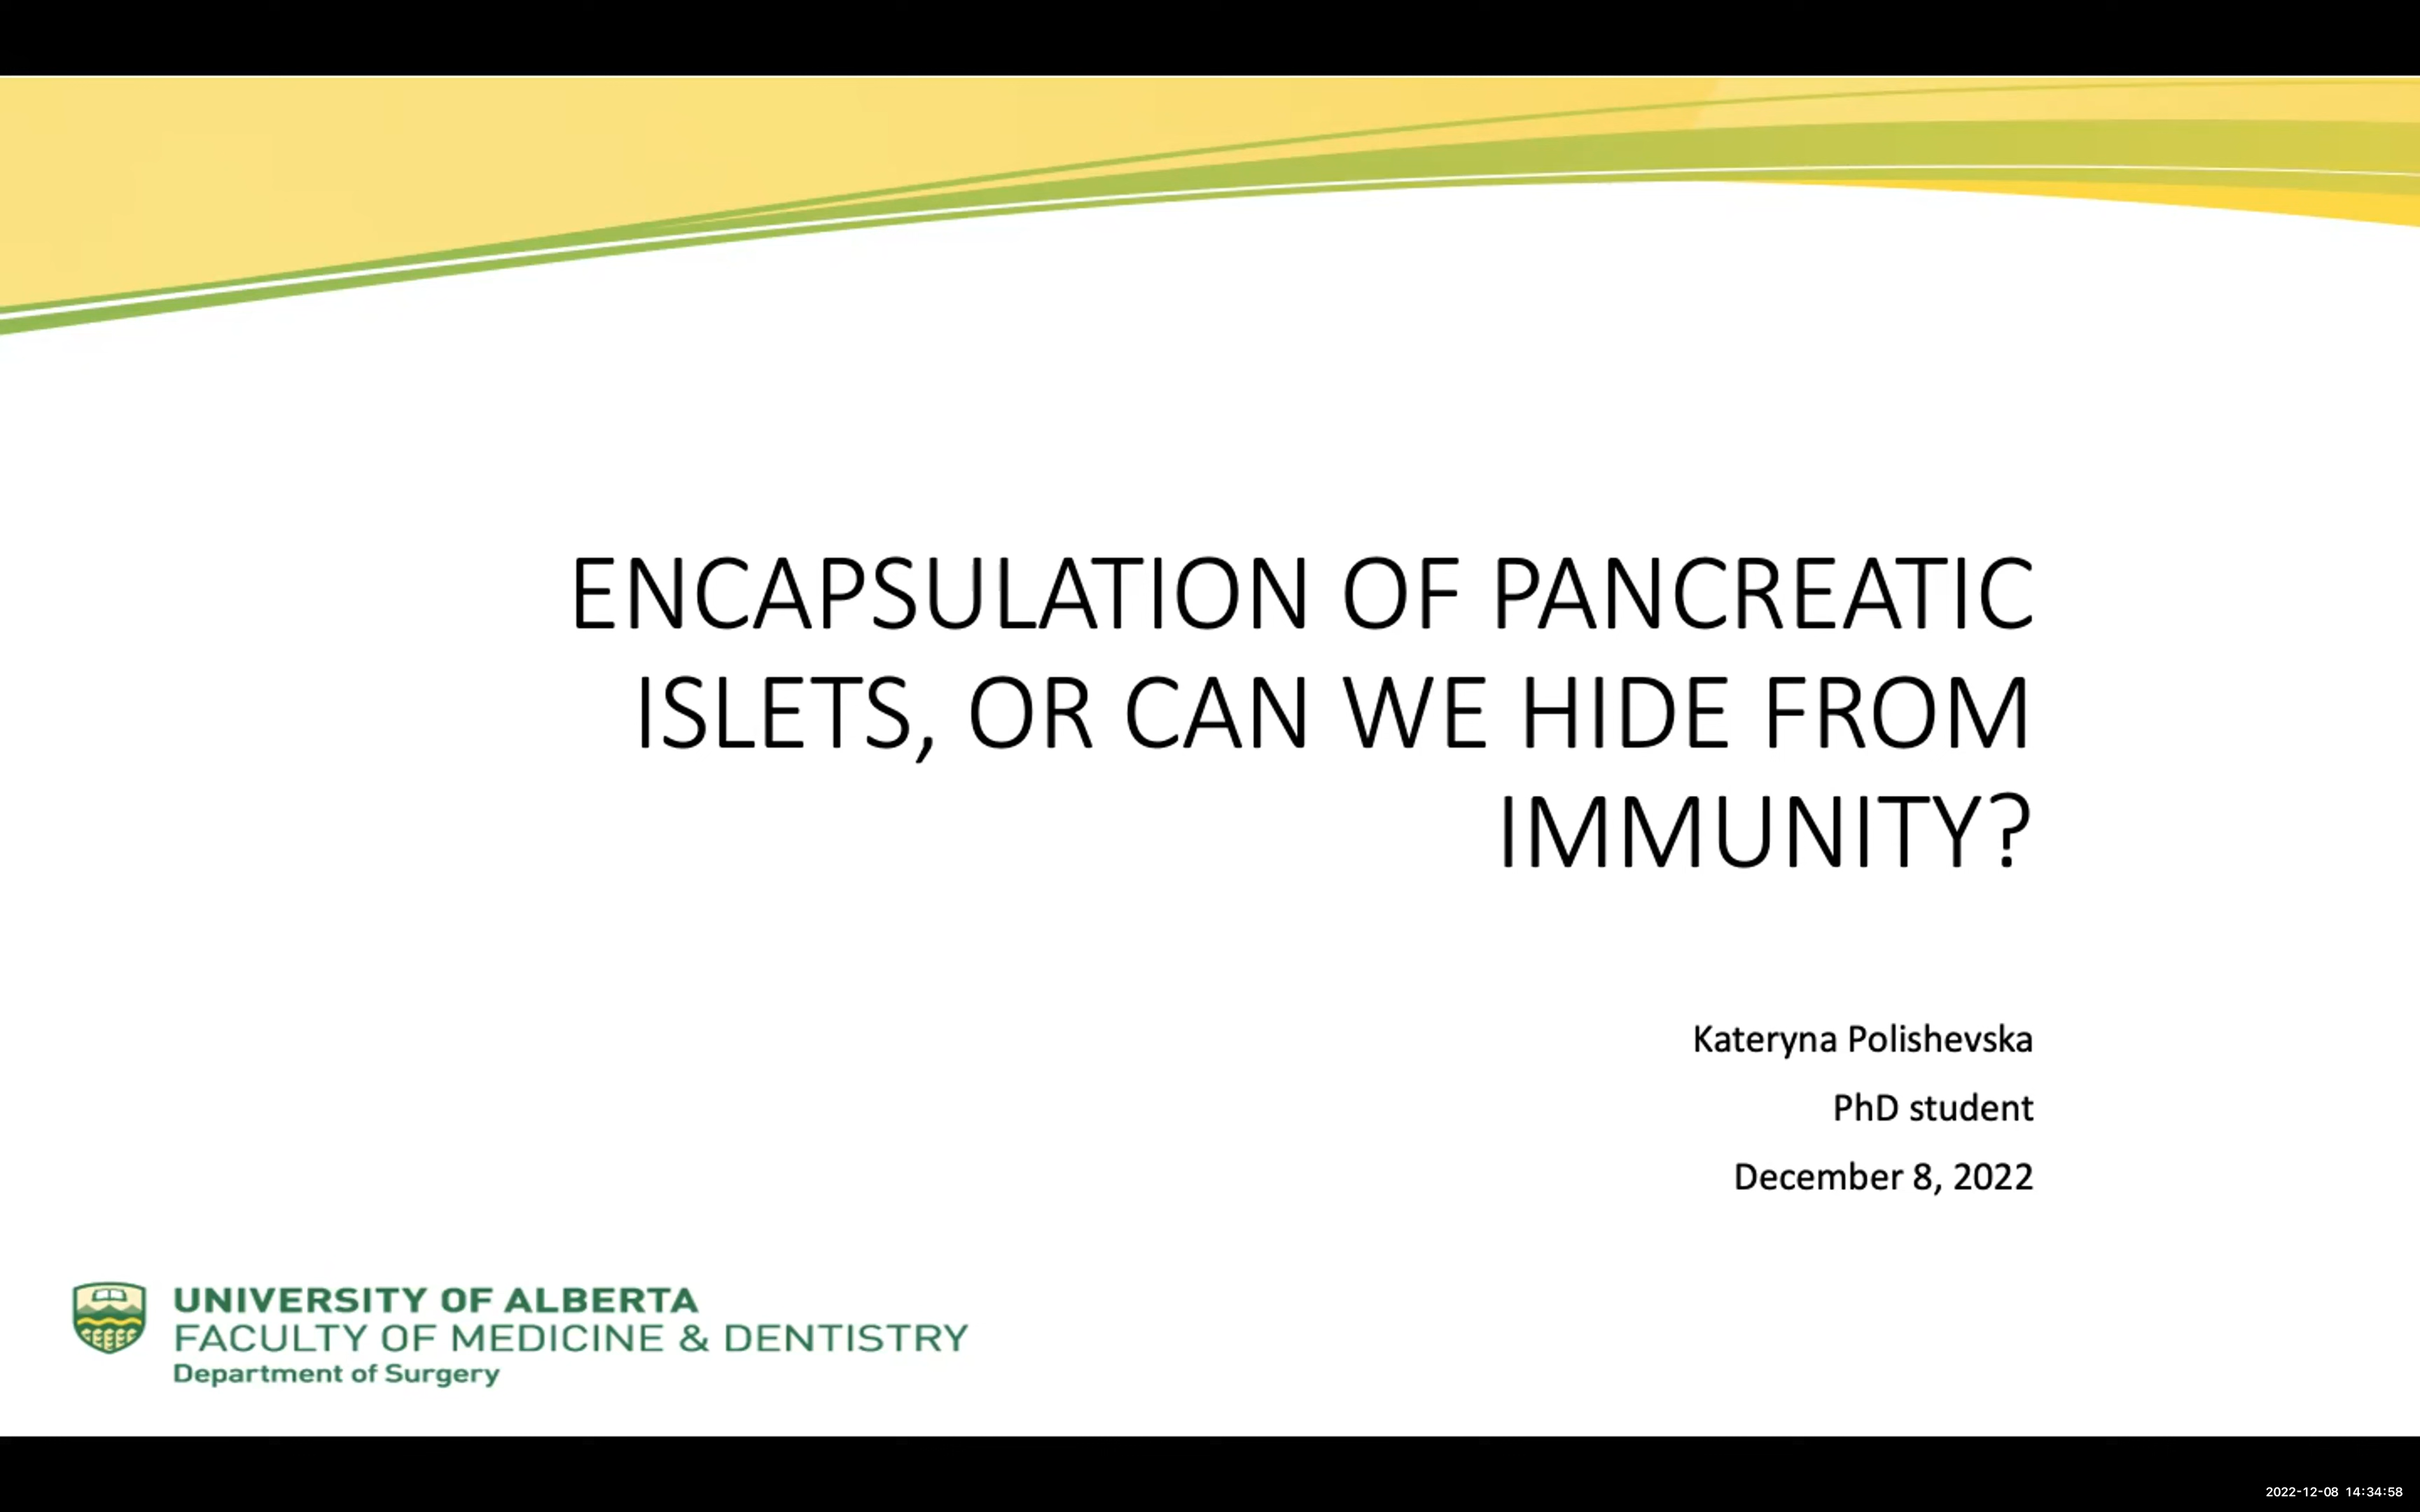 ENCAPSULATION OF PANCREATIC
ISLETS, OR CAN WE HIDE FROM
IMMUNITY?
Kateryna Polishevska
PhD student
December 8, 2022
UNIVERSITY OF ALBERTA
FACULTY OF MEDICINE & DENTISTRY
Department of Surgery
2022-12-08 14:34:58